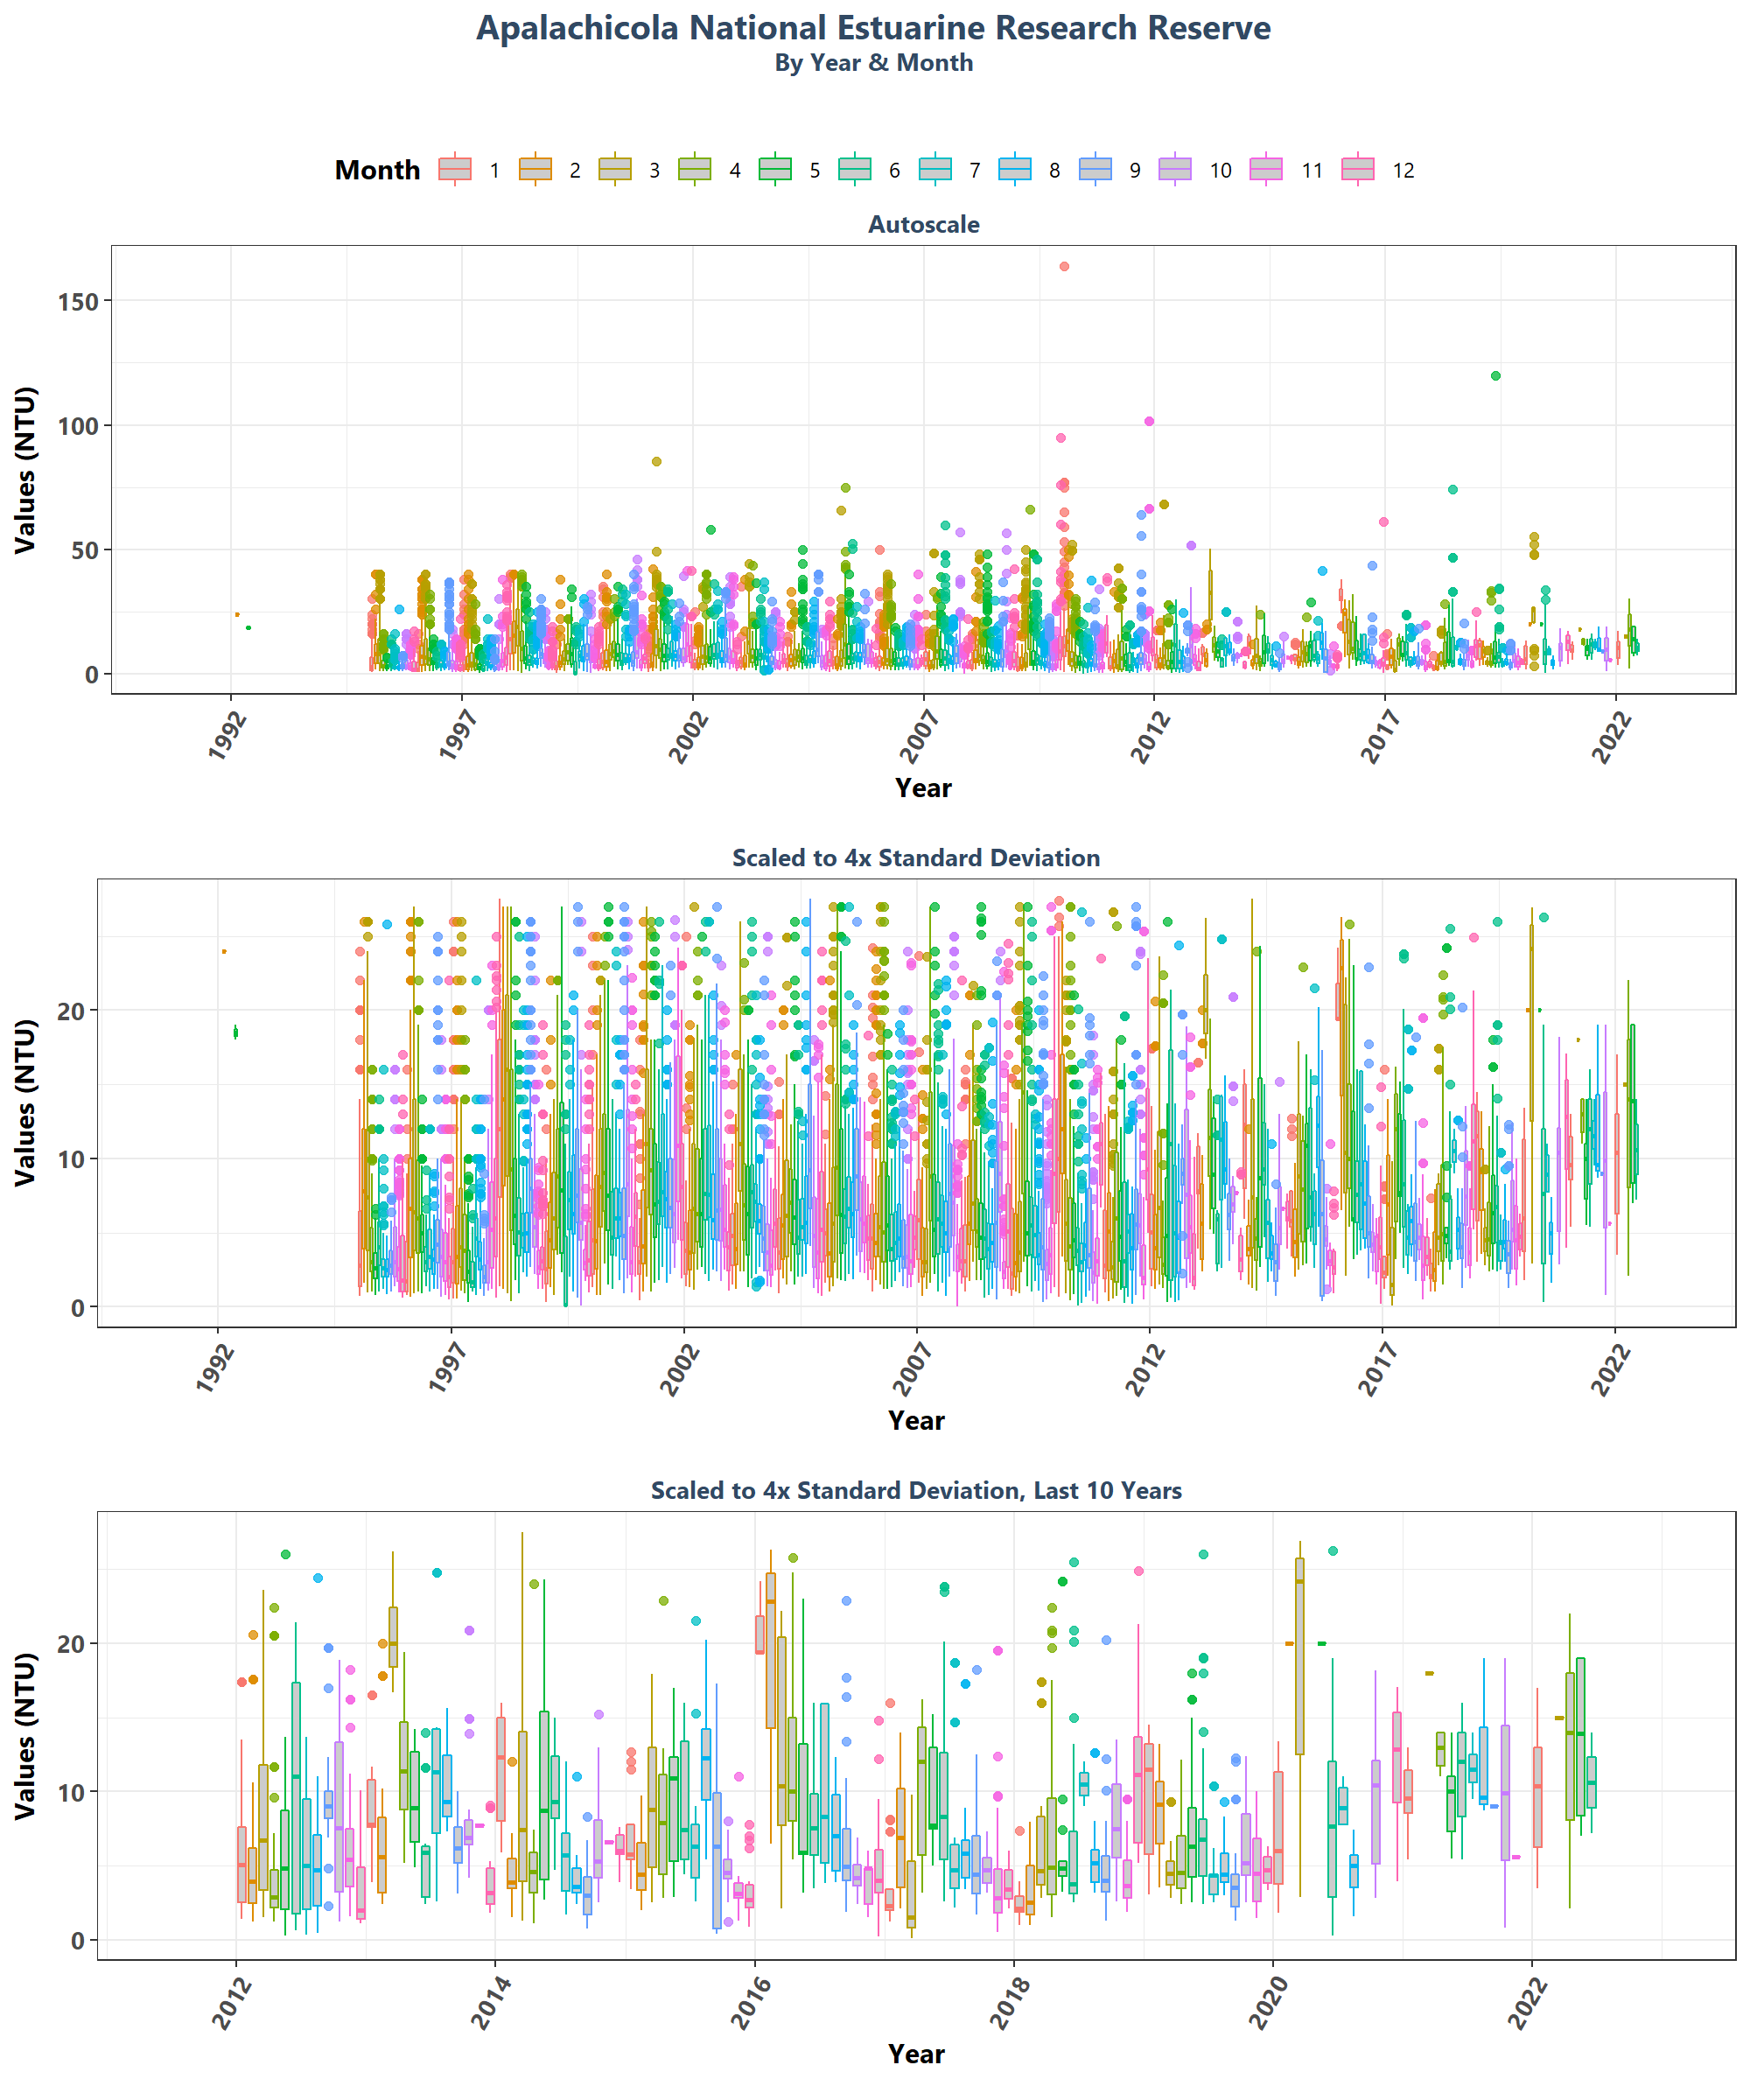 Apalachicola National Estuarine Research Reserve
By Year & Month
Month 1 2 3 4 5 6 7 8 9 10 11 12
Autoscale
Values (NTU)
150
100
50
0
1992 1997 2002 2007 2012 2017 2022
Year
Scaled to 4x Standard Deviation
Values (NTU)
20
10
0
1992 1997 2002 2007 2012 2017 2022
Year
Scaled to 4x Standard Deviation, Last 10 Years
Values (NTU)
20
10
0
2012 2014 2016 2018 2020 2022
Year